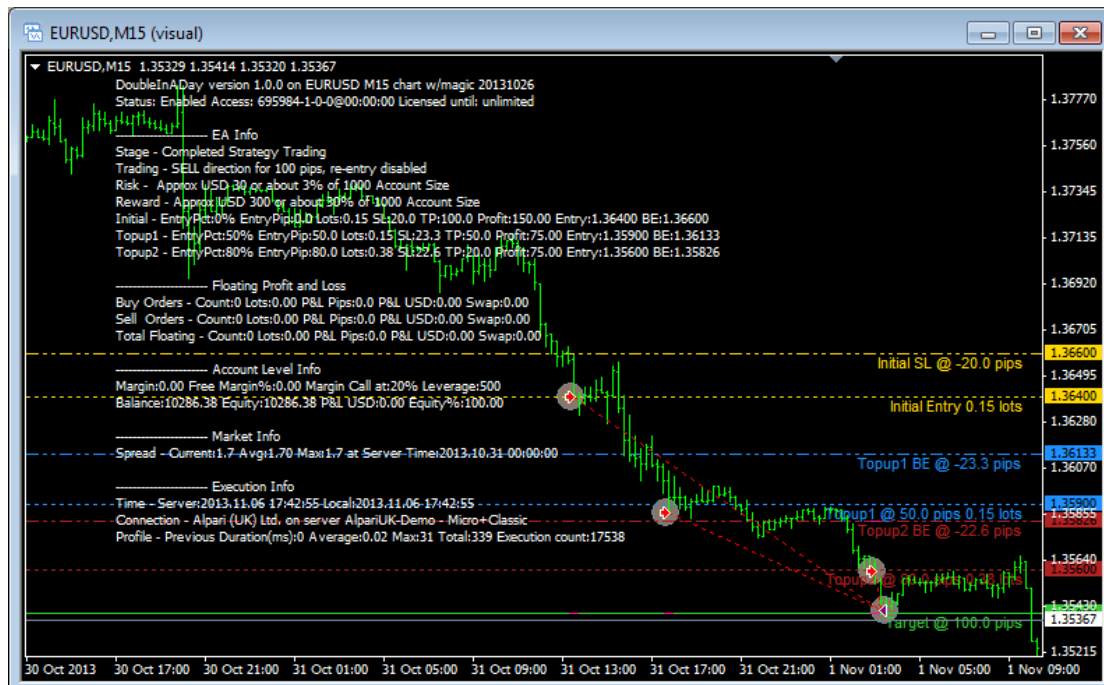 EURUSD,M15 (visual)
EURUSD,M15 1.35329 1.35414 1.35320 1.35367
DoubleInADay version 1.0.0 on EURUSD M15 chart w/magic 20131026
Status: Enabled Access: 695984-1-0-0@00:00:00 Licensed until: unlimited
---------------------- EA Info
Stage - Completed Strategy Trading
Trading - SELL direction for 100 pips, re-entry disabled
Risk - Approx USD 30 or about 3% of 1000 Account Size
Reward - Approx USD 300 or about 30% of 1000 Account Size
Initial - EntryPct:0% EntryPip:0.0 Lots:0.15 SL:20.0 TP:100.0 Profit:150.00 Entry:1.36400 BE:1.36600
Topup1 - EntryPct:50% EntryPip:50.0 Lots:0.15 SL:23.3 TP:50.0 Profit:75.00 Entry:1.35900 BE:1.36133
Topup2 - EntryPct:80% EntryPip:80.0 Lots:0.38 SL:22.6 TP:20.0 Profit:75.00 Entry:1.35600 BE:1.35826
---------------------- Floating Profit and Loss
Buy Orders - Count:0 Lots:0.00 P&L Pips:0.0 P&L USD:0.00 Swap:0.00
Sell Orders - Count:0 Lots:0.00 P&L Pips:0.0 P&L USD:0.00 Swap:0.00
Total Floating - Count:0 Lots:0.00 P&L Pips:0.0 P&L USD:0.00 Swap:0.00
---------------------- Account Level Info
Margin:0.00 Free Margin%:0.00 Margin Call at:20% Leverage:500
Balance:10286.38 Equity:10286.38 P&L USD:0.00 Equity%:100.00
---------------------- Market Info
Spread - Current:1.7 Avg:1.70 Max:1.7 at Server Time:2013.10.31 00:00:00
---------------------- Execution Info
Time - Server:2013.11.06 17:42:55 Local:2013.11.06 17:42:55
Connection - Alpari (UK) Ltd. on server AlpariUK-Demo - Micro+Classic
Profile - Previous Duration(ms):0 Average:0.02 Max:31 Total:339 Execution count:17538
Initial SL @ -20.0 pips
Initial Entry 0.15 lots
Topup1 BE @ -23.3 pips
Topup1 @ 50.0 pips 0.15 lots
Topup2 BE @ -22.6 pips
Topup2 @ 80.0 pips 0.38 lots
Target @ 100.0 pips
1.37770
1.37560
1.37345
1.37135
1.36920
1.36705
1.36600
1.36495
1.36400
1.36280
1.36133
1.36070
1.35900
1.35855
1.35826
1.35640
1.35600
1.35430
1.35367
1.35215
30 Oct 2013
30 Oct 17:00
30 Oct 21:00
31 Oct 01:00
31 Oct 05:00
31 Oct 09:00
31 Oct 13:00
31 Oct 17:00
31 Oct 21:00
1 Nov 01:00
1 Nov 05:00
1 Nov 09:00